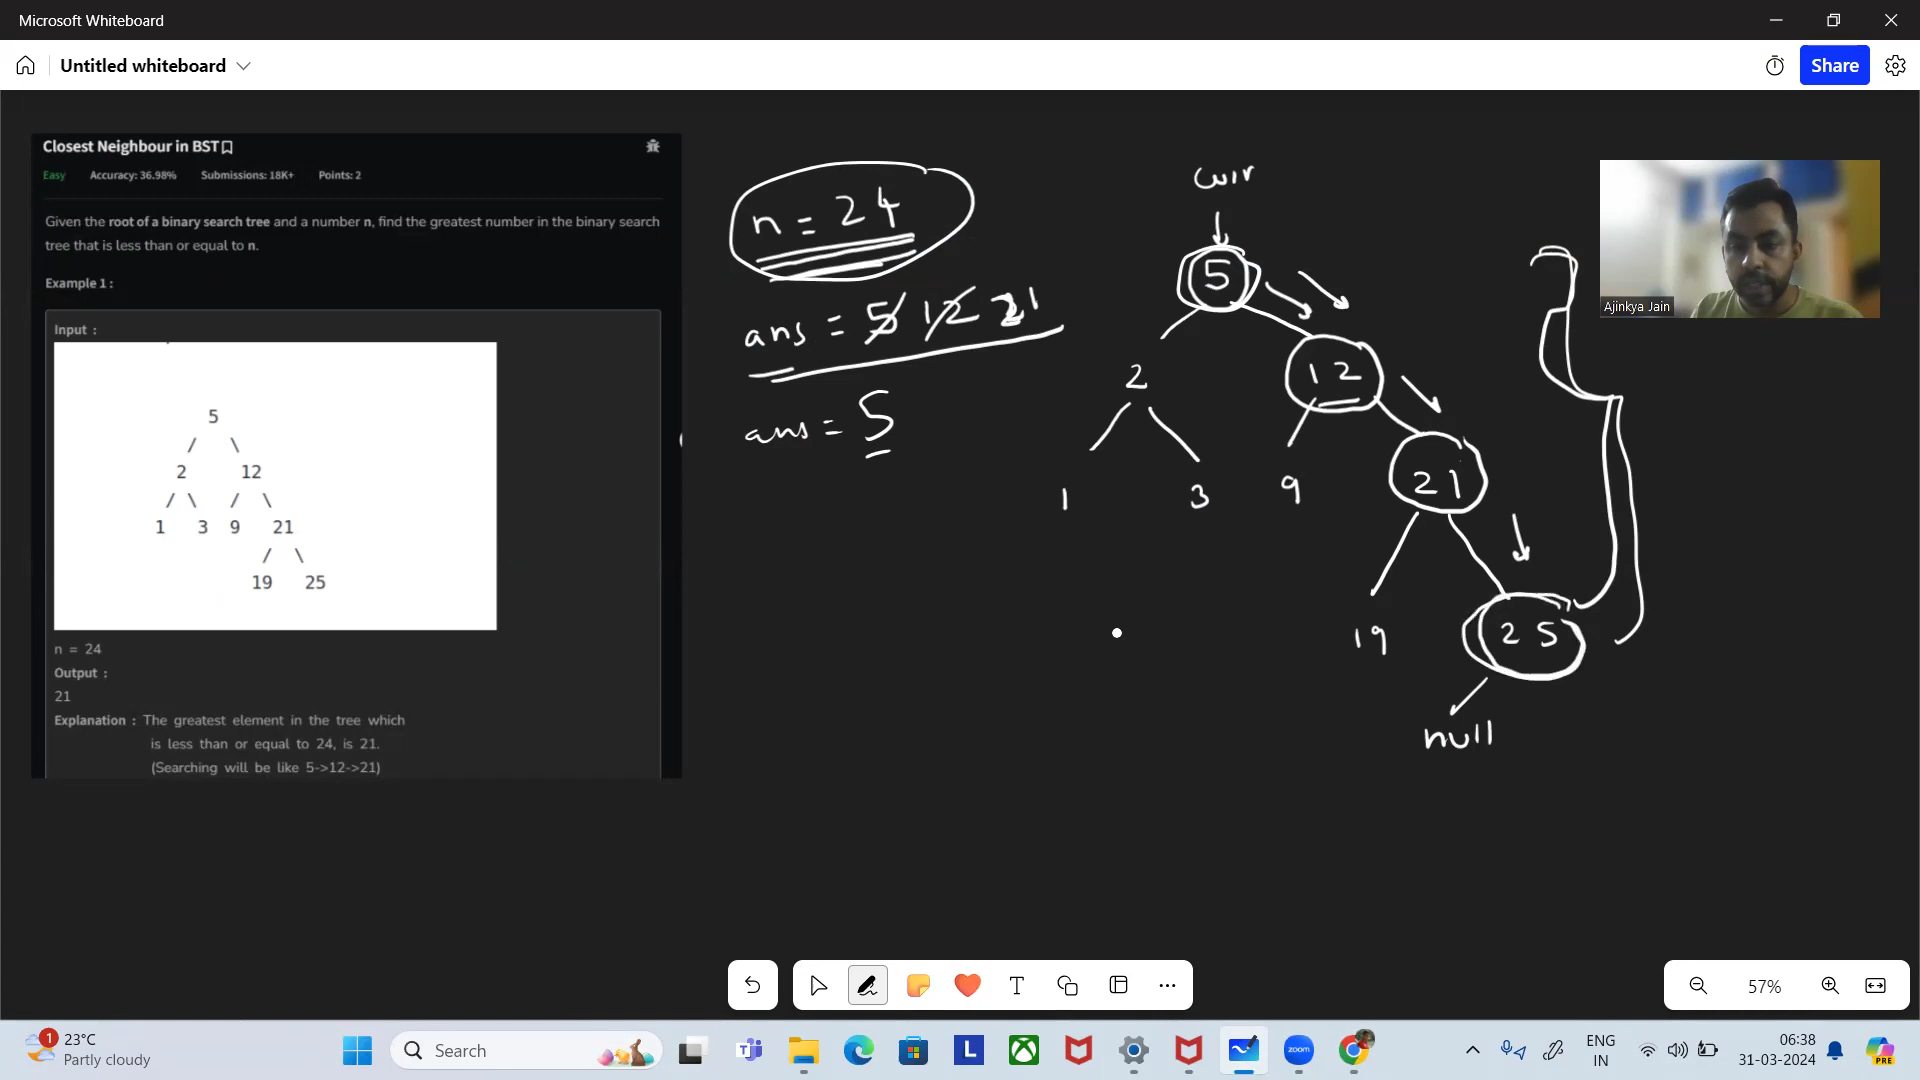 Microsoft Whiteboard
Untitled whiteboard
Share
Closest Neighbour in BST
Easy Accuracy: 36.98% Submissions: 18K+ Points: 2
Given the root of a binary search tree and a number n, find the greatest number in the binary search
tree that is less than or equal to n.
Example 1 :
Input :
5
/ \
2 12
/ \ / \
1 3 9 21
/ \
19 25
n = 24
Output :
21
Explanation : The greatest element in the tree which
is less than or equal to 24, is 21.
(Searching will be like 5->12->21)
n = 24
ans = 5 12 21
ans = 5
curr
5
2 12
1 3 9 21
19 25
null
Ajinkya Jain
57%
1
23°C
Partly cloudy
Search
L
zoom
ENG
IN
06:38
31-03-2024
PRE